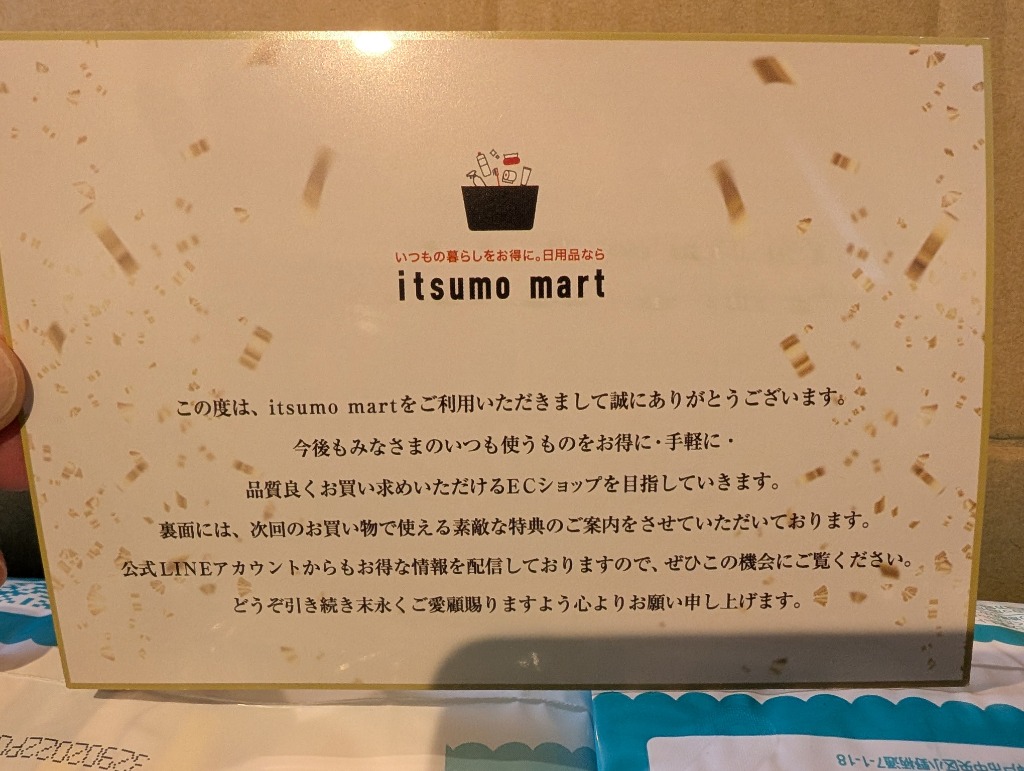 いつもの暮らしをお得に。日用品なら
itsumo mart
この度は、itsumo martをご利用いただきまして誠にありがとうございます。
今後もみなさまのいつも使うものをお得に・手軽に・
品質良くお買い求めいただけるECショップを目指していきます。
裏面には、次回のお買い物で使える素敵な特典のご案内をさせていただいております。
公式LINEアカウントからもお得な情報を配信しておりますので、ぜひこの機会にご覧ください。
どうぞ引き続き末永くご愛顧賜りますよう心よりお願い申し上げます。
市中央区小野柄通7-1-18